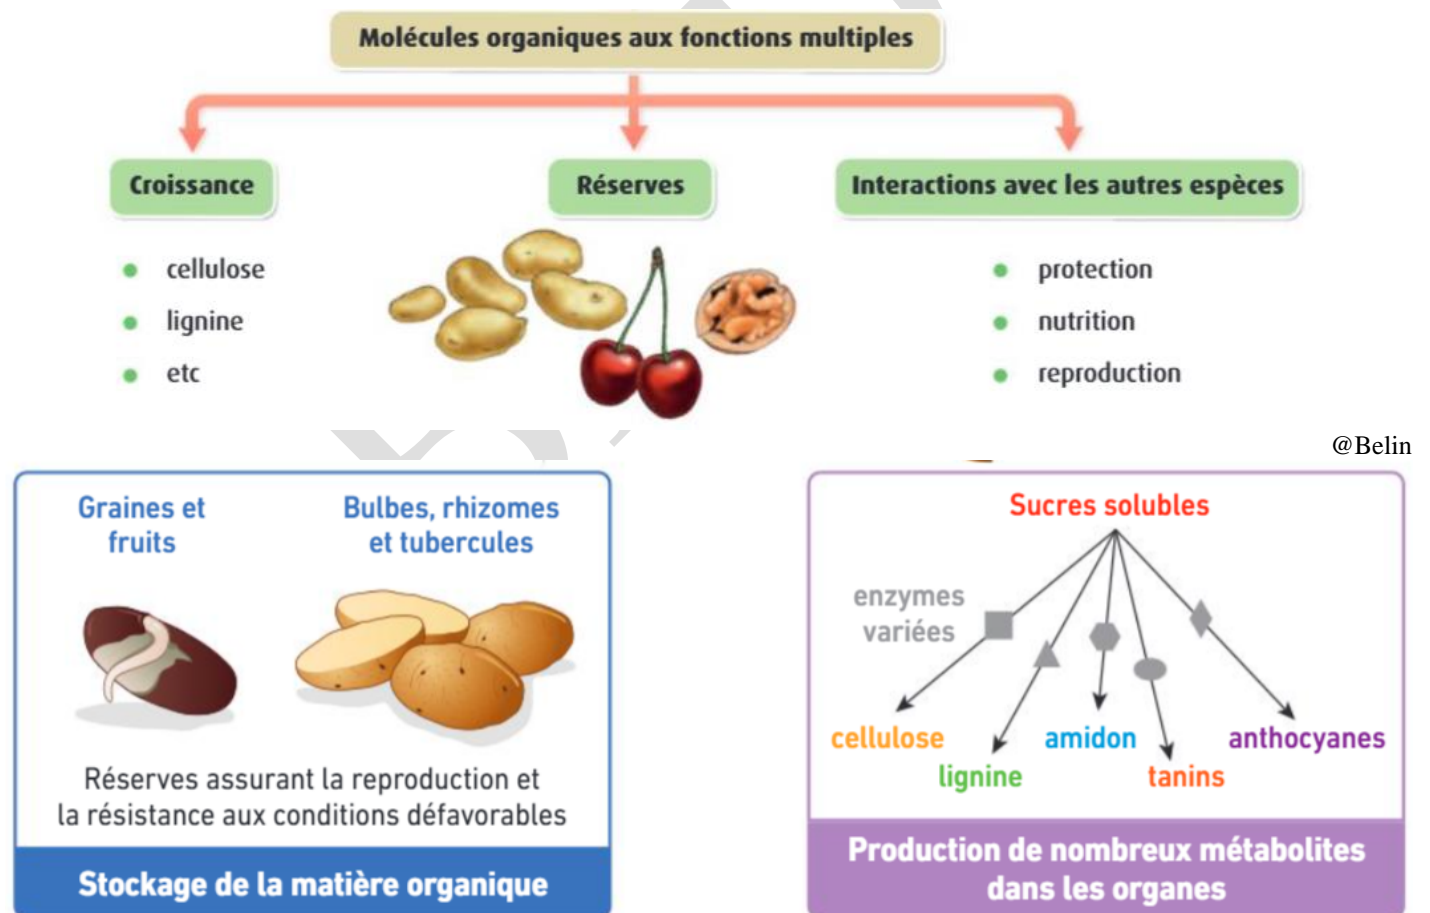 Molécules organiques aux fonctions multiples
Croissance
cellulose
lignine
etc
Réserves
Interactions avec les autres espèces
protection
nutrition
reproduction
@Belin
Graines et
fruits
Bulbes, rhizomes
et tubercules
Réserves assurant la reproduction et
la résistance aux conditions défavorables
Stockage de la matière organique
Sucres solubles
enzymes
variées
cellulose
lignine
amidon
tanins
anthocyanes
Production de nombreux métabolites
dans les organes